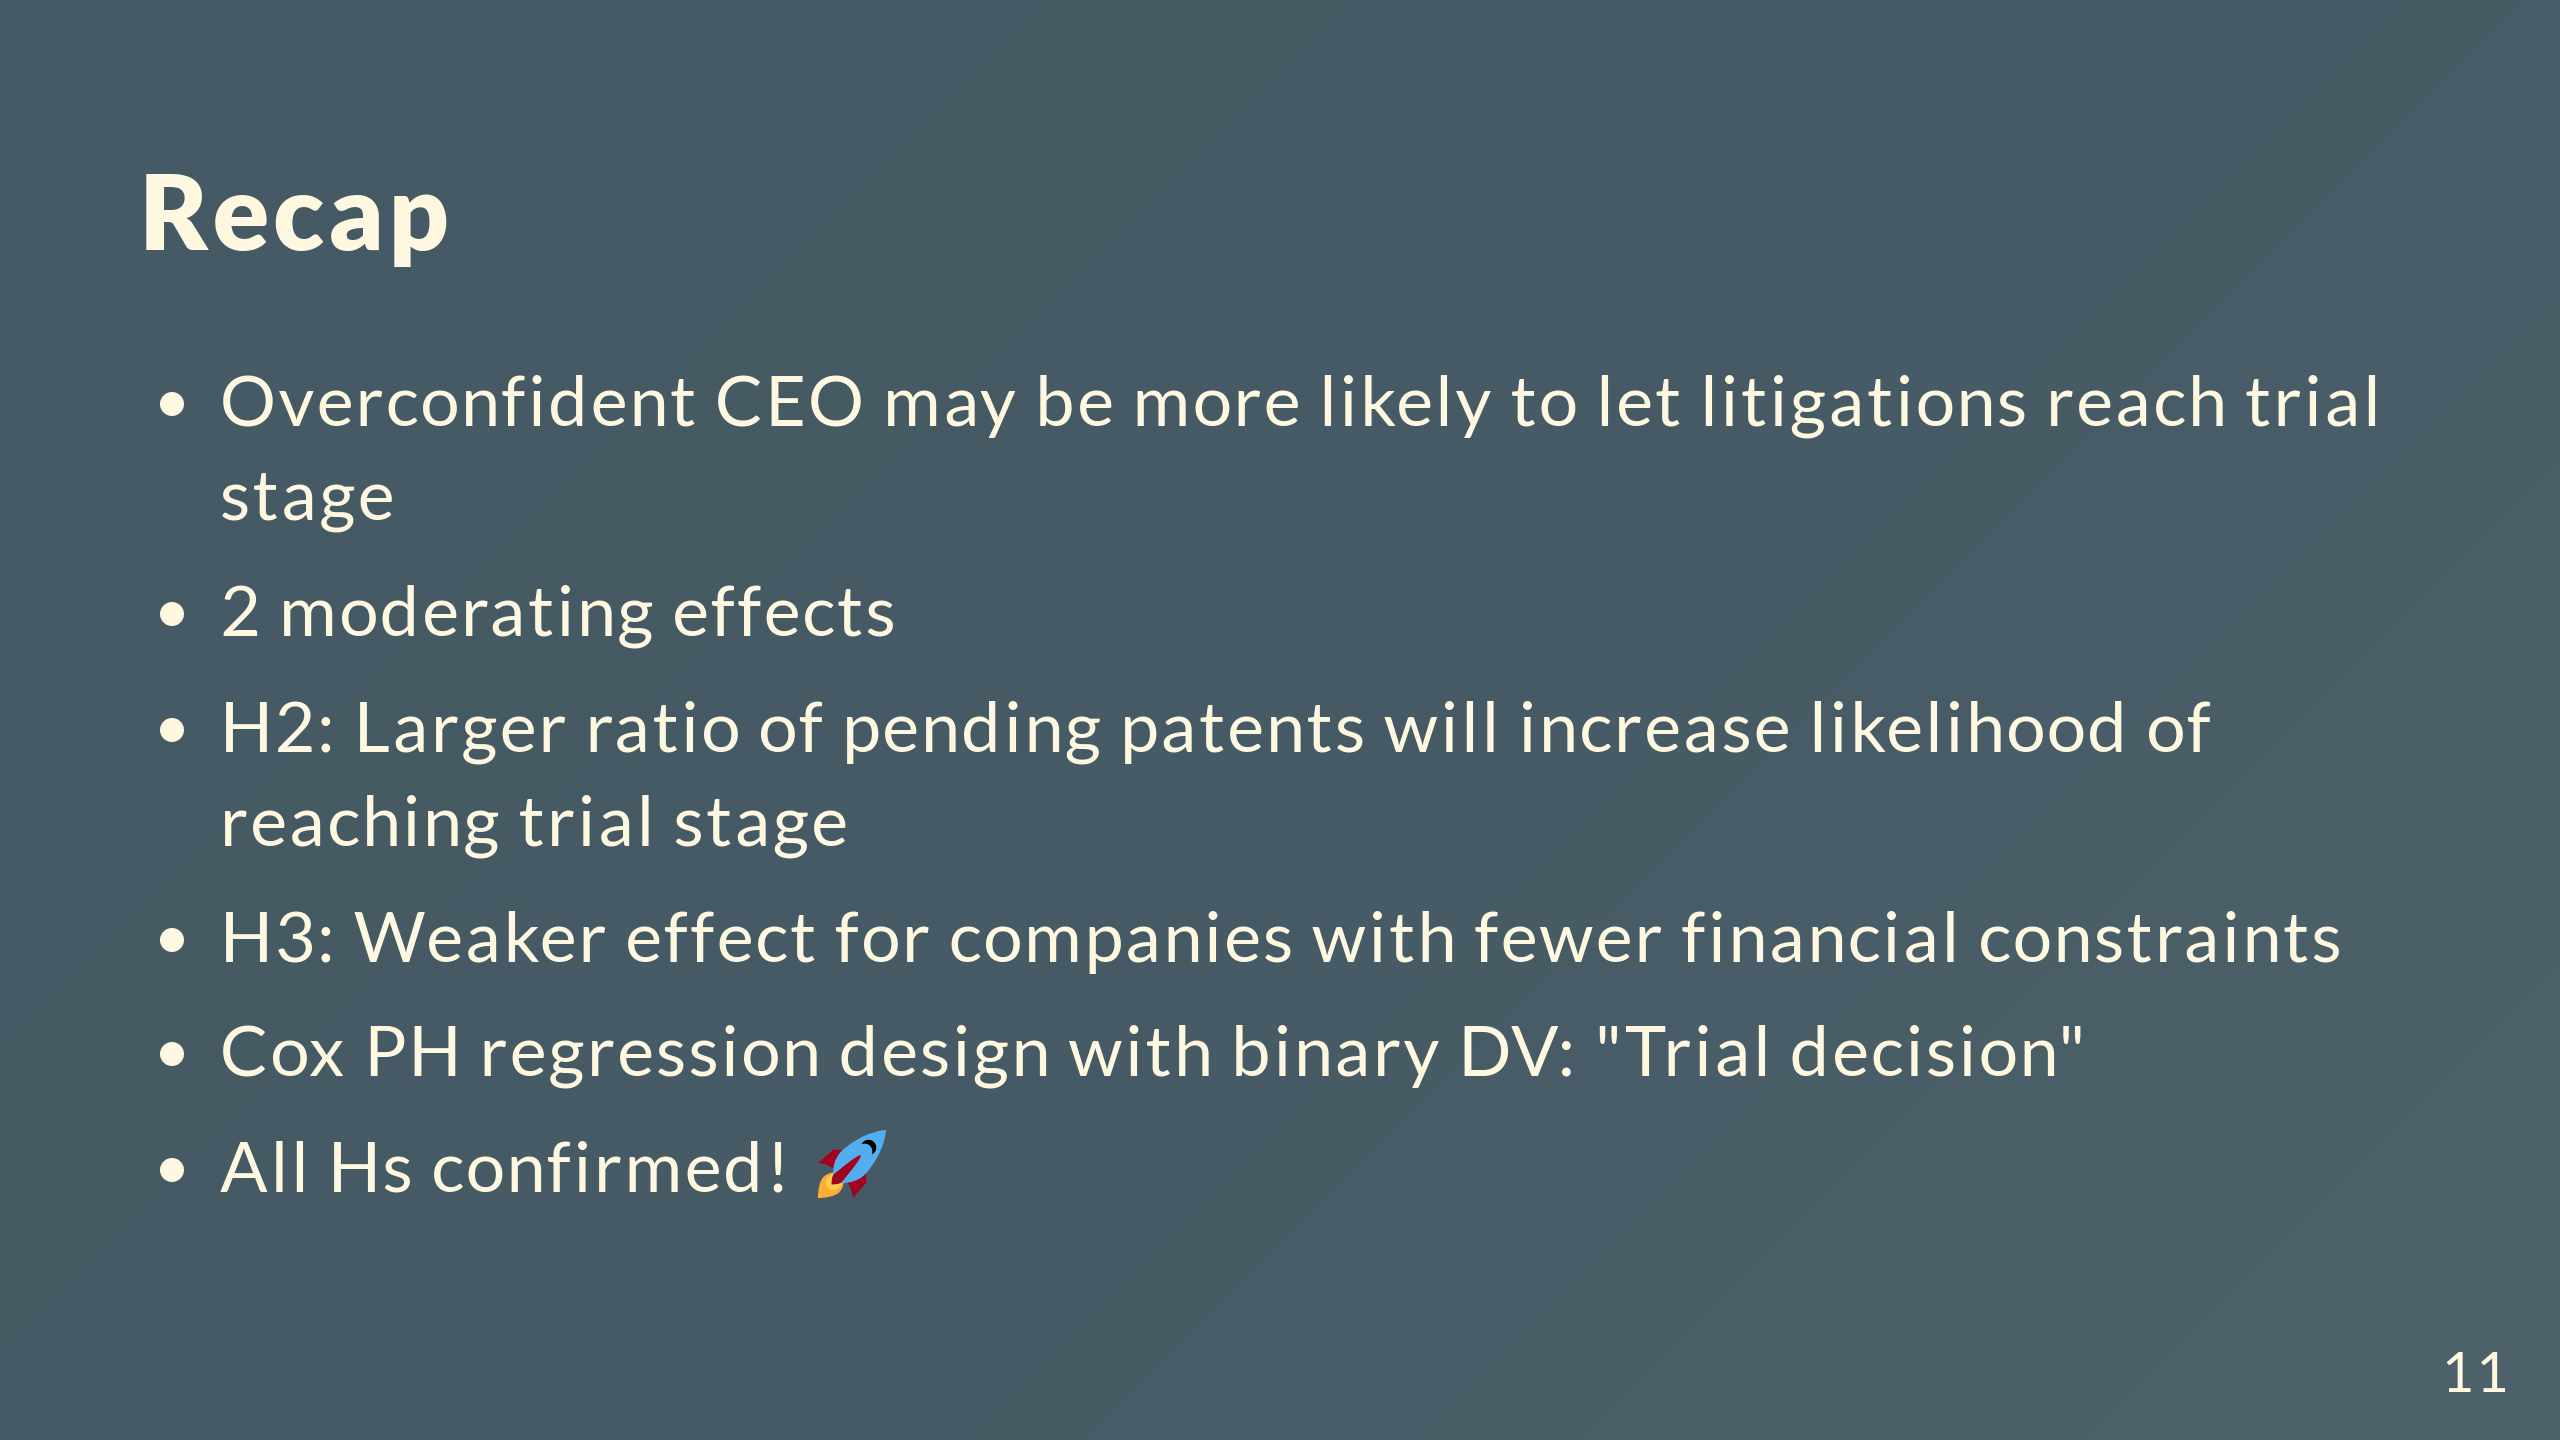 Recap
• Overconfident CEO may be more likely to let litigations reach trial
stage
• 2 moderating effects
• H2: Larger ratio of pending patents will increase likelihood of
reaching trial stage
• H3: Weaker effect for companies with fewer financial constraints
• Cox PH regression design with binary DV: "Trial decision"
• All Hs confirmed! 🚀
11